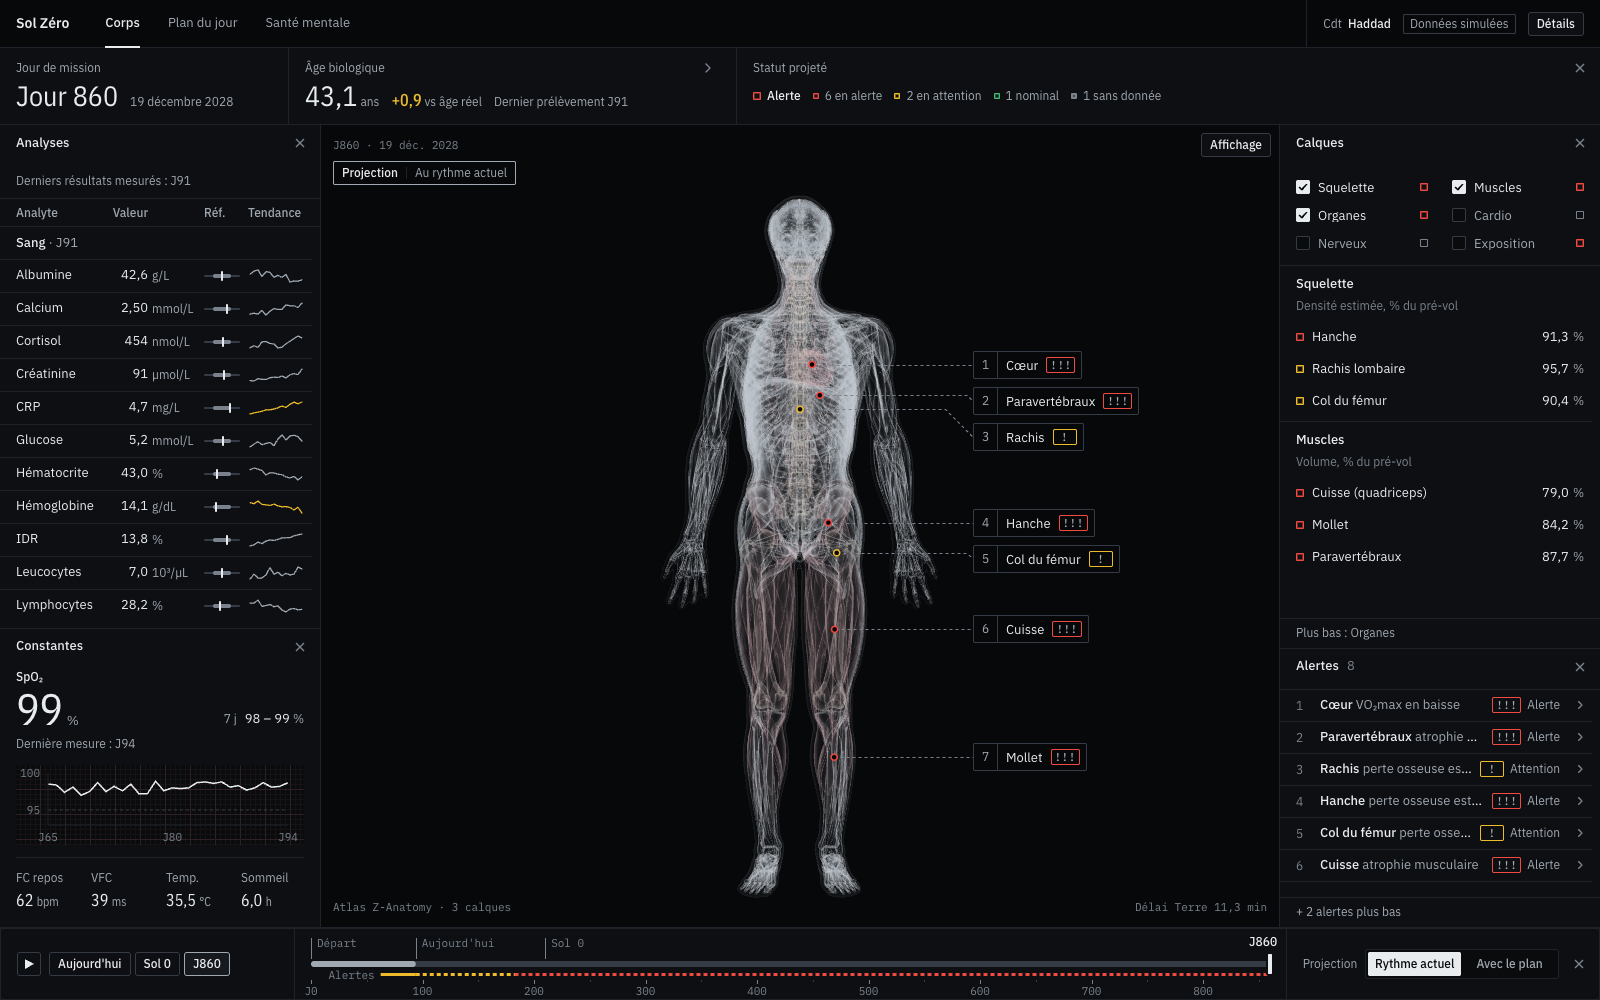 Sol Zéro Corps Plan du jour Santé mentale Cdt Haddad Données simulées Détails
Jour de mission
Jour 860 19 décembre 2028
Âge biologique
43,1 ans +0,9 vs âge réel Dernier prélèvement J91
Statut projeté
Alerte 6 en alerte 2 en attention 1 nominal 1 sans donnée
Analyses
Derniers résultats mesurés : J91
Analyte Valeur Réf. Tendance
Sang · J91
Albumine 42,6 g/L
Calcium 2,50 mmol/L
Cortisol 454 nmol/L
Créatinine 91 µmol/L
CRP 4,7 mg/L
Glucose 5,2 mmol/L
Hématocrite 43,0 %
Hémoglobine 14,1 g/dL
IDR 13,8 %
Leucocytes 7,0 10³/µL
Lymphocytes 28,2 %
Constantes
SpO₂
99 % 7 j 98 – 99 %
Dernière mesure : J94
100
95
J65 J80 J94
FC repos VFC Temp. Sommeil
62 bpm 39 ms 35,5 °C 6,0 h
J860 · 19 déc. 2028
Affichage
Projection Au rythme actuel
1 Cœur !!!
2 Paravertébraux !!!
3 Rachis !
4 Hanche !!!
5 Col du fémur !
6 Cuisse !!!
7 Mollet !!!
Atlas Z-Anatomy · 3 calques
Délai Terre 11,3 min
Calques
Squelette Muscles
Organes Cardio
Nerveux Exposition
Squelette
Densité estimée, % du pré-vol
Hanche 91,3 %
Rachis lombaire 95,7 %
Col du fémur 90,4 %
Muscles
Volume, % du pré-vol
Cuisse (quadriceps) 79,0 %
Mollet 84,2 %
Paravertébraux 87,7 %
Plus bas : Organes
Alertes 8
1 Cœur VO₂max en baisse !!! Alerte
2 Paravertébraux atrophie ... !!! Alerte
3 Rachis perte osseuse es... ! Attention
4 Hanche perte osseuse est... !!! Alerte
5 Col du fémur perte osse... ! Attention
6 Cuisse atrophie musculaire !!! Alerte
+ 2 alertes plus bas
Aujourd'hui Sol 0 J860
Départ Aujourd'hui Sol 0 J860
Alertes
J0 100 200 300 400 500 600 700 800
Projection Rythme actuel Avec le plan